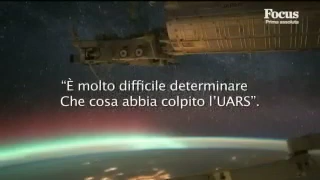 Focus
Prima assoluta
“È molto difficile determinare
Che cosa abbia colpito l’UARS”.